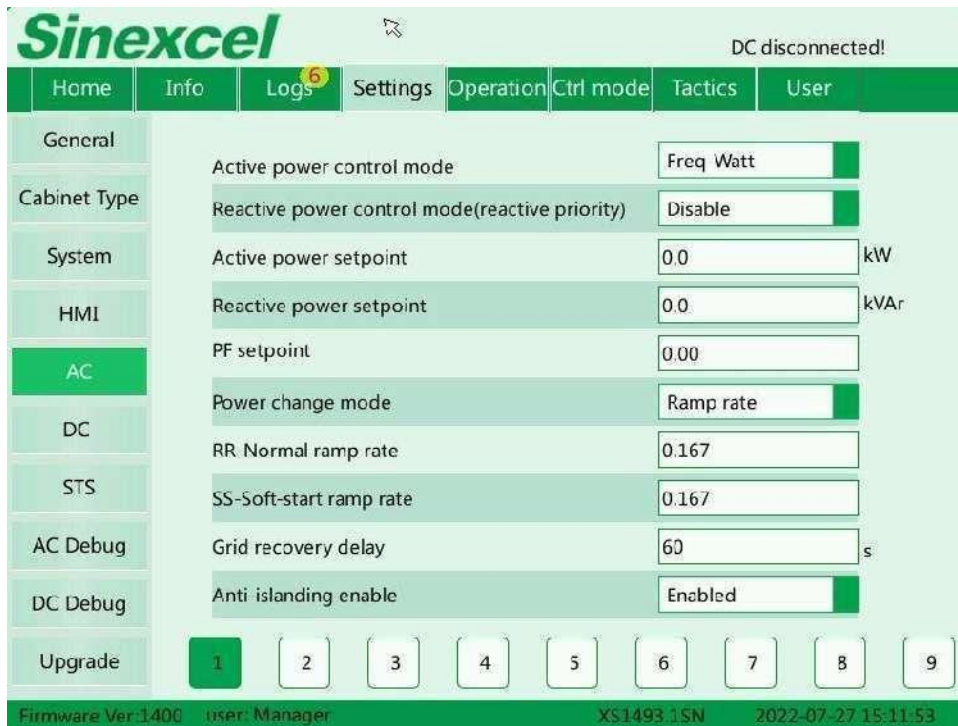 Sinexcel
DC disconnected!
Home Info Logs 6 Settings Operation Ctrl mode Tactics User
General
Cabinet Type
System
HMI
AC
DC
STS
AC Debug
DC Debug
Upgrade
Active power control mode Freq-Watt
Reactive power control mode(reactive priority) Disable
Active power setpoint 0.0 kW
Reactive power setpoint 0.0 kVAr
PF setpoint 0.00
Power change mode Ramp rate
RR-Normal ramp rate 0.167
SS-Soft-start ramp rate 0.167
Grid recovery delay 60 s
Anti-islanding enable Enabled
1 2 3 4 5 6 7 8 9
Firmware Ver:1400 user: Manager XS1493.1SN 2022-07-27 15:11:53